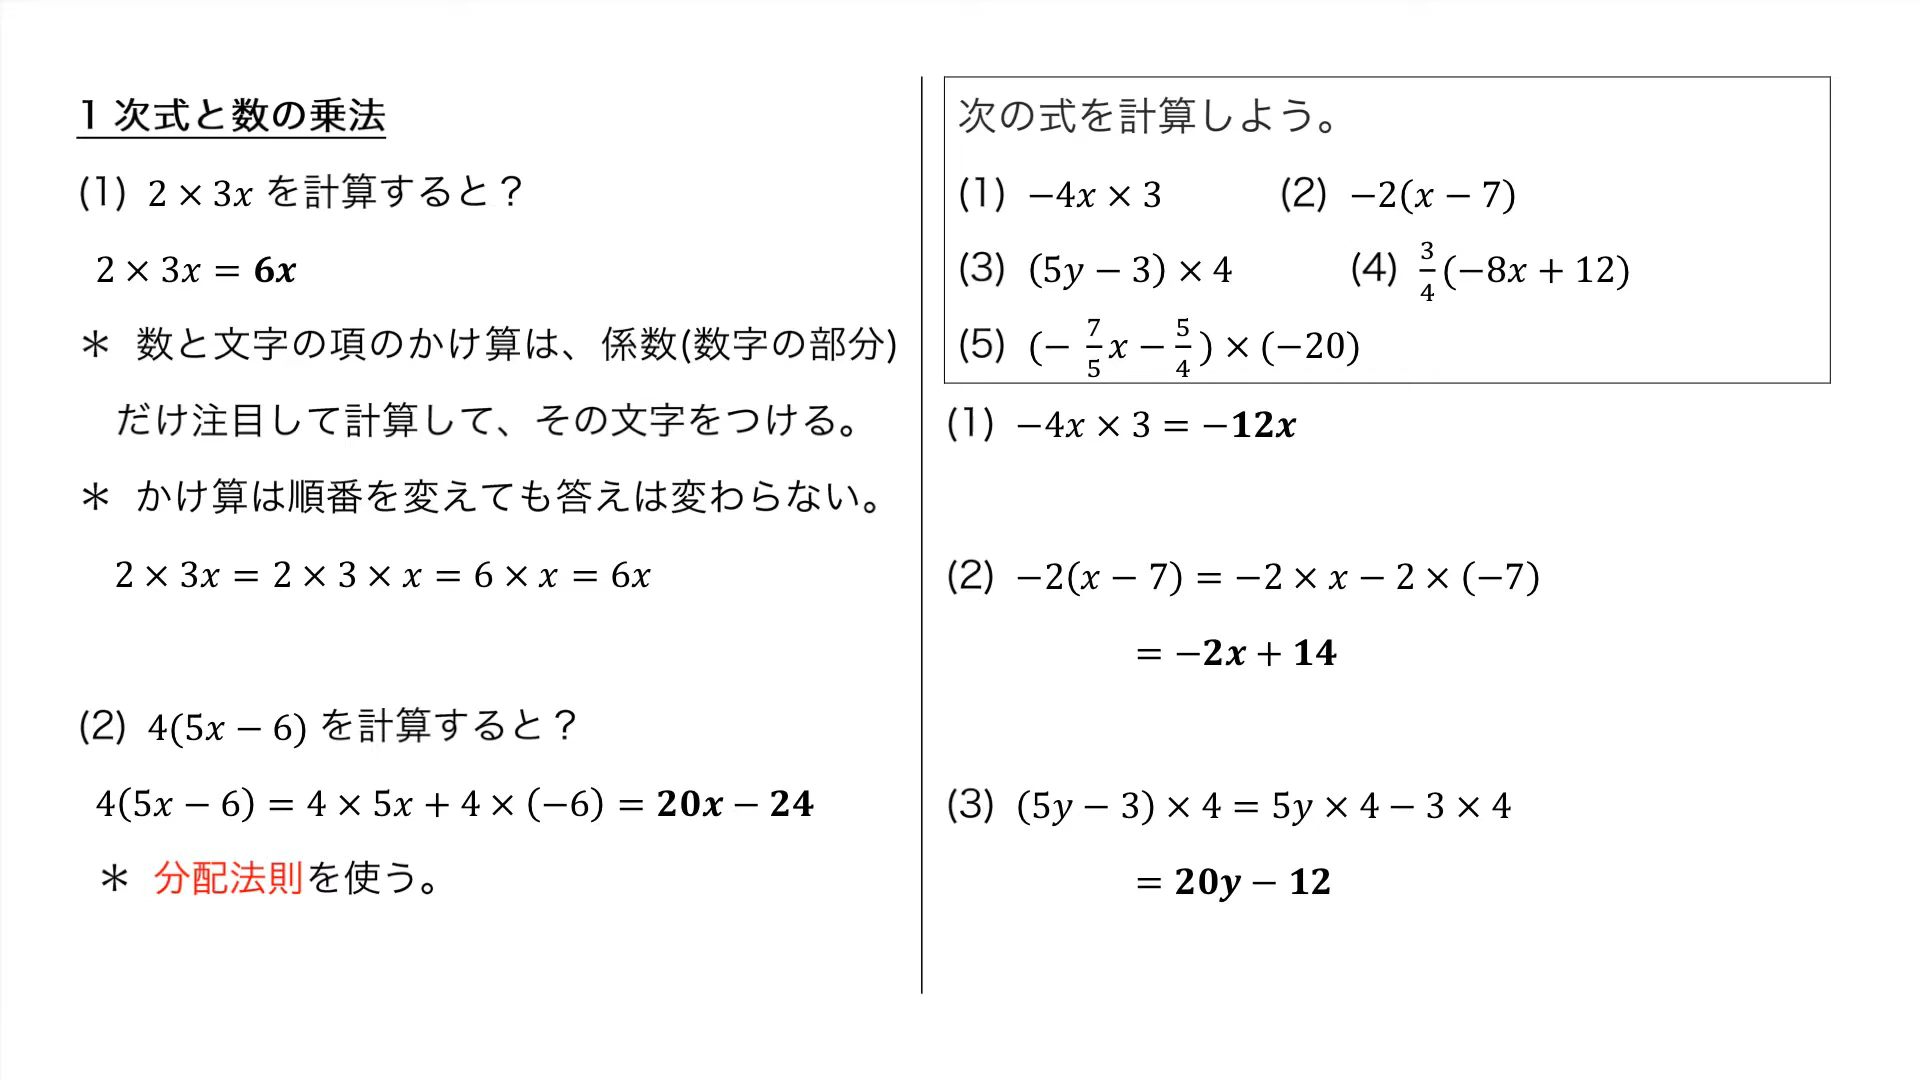 1 次式と数の乗法
(1) 2 × 3x を計算すると？
2 × 3x = 6x
＊ 数と文字の項のかけ算は、係数(数字の部分)
だけ注目して計算して、その文字をつける。
＊ かけ算は順番を変えても答えは変わらない。
2 × 3x = 2 × 3 × x = 6 × x = 6x
(2) 4(5x − 6) を計算すると？
4(5x − 6) = 4 × 5x + 4 × (−6) = 20x − 24
＊ 分配法則を使う。
次の式を計算しよう。
(1) −4x × 3 (2) −2(x − 7)
(3) (5y − 3) × 4 (4) 3/4(−8x + 12)
(5) (− 7/5 x − 5/4) × (−20)
(1) −4x × 3 = −12x
(2) −2(x − 7) = −2 × x − 2 × (−7)
= −2x + 14
(3) (5y − 3) × 4 = 5y × 4 − 3 × 4
= 20y − 12